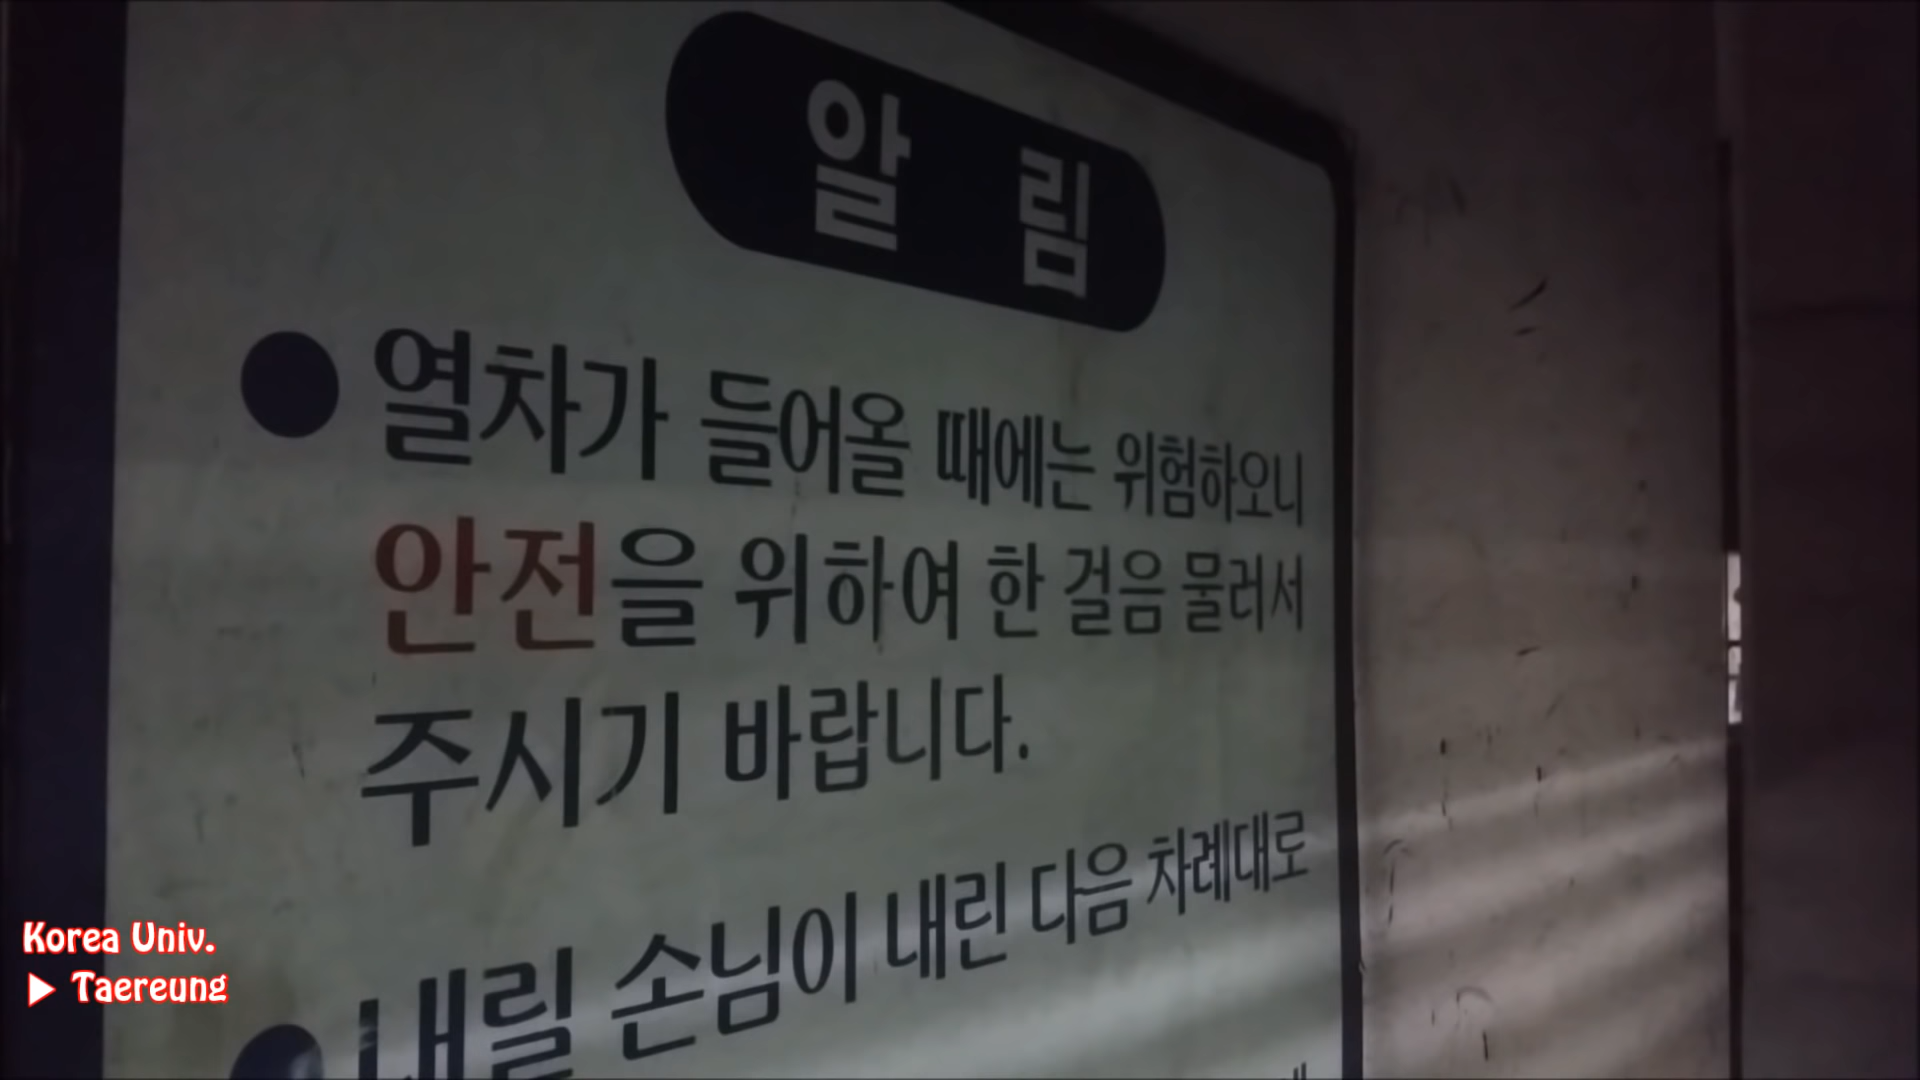 알 림
● 열차가 들어올 때에는 위험하오니
안전을 위하여 한 걸음 물러서
주시기 바랍니다.
● 내릴 손님이 내린 다음 차례대로
Korea Univ.
▶ Taereung